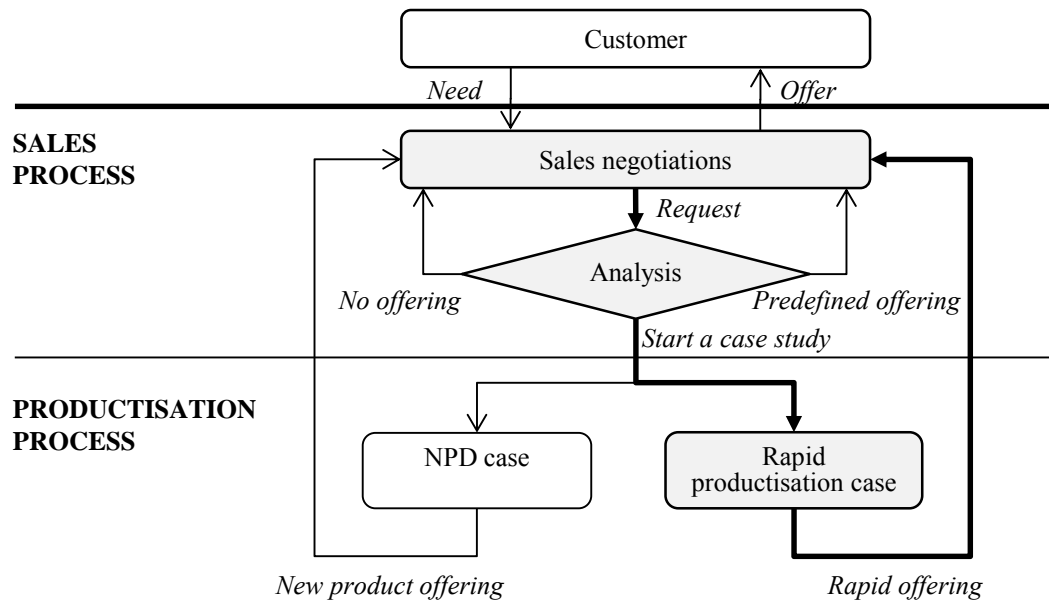 Customer
Need
Offer
SALES
PROCESS
Sales negotiations
Request
Analysis
No offering
Predefined offering
Start a case study
PRODUCTISATION
PROCESS
NPD case
Rapid
productisation case
New product offering
Rapid offering